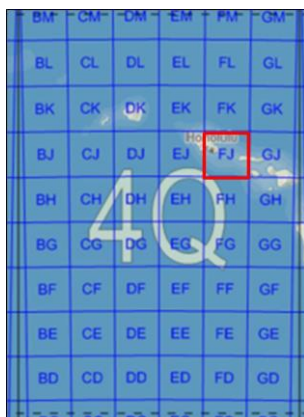 BM CM DM EM FM GM
BL CL DL EL FL GL
BK CK DK EK FK GK
Honolulu
BJ CJ DJ EJ FJ GJ
4Q
BH CH DH EH FH GH
BG CG DG EG FG GG
BF CF DF EF FF GF
BE CE DE EE FE GE
BD CD DD ED FD GD